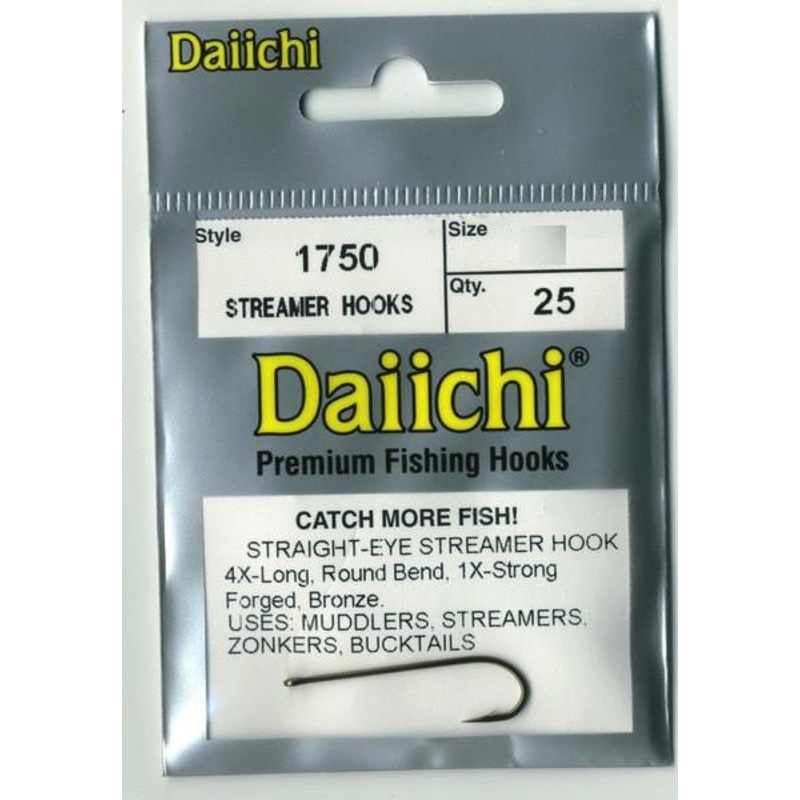 Daiichi
Style
1750
STREAMER HOOKS
Size
Qty.
25
Daiichi®
Premium Fishing Hooks
CATCH MORE FISH!
STRAIGHT-EYE STREAMER HOOK
4X-Long, Round Bend, 1X-Strong
Forged, Bronze.
USES: MUDDLERS, STREAMERS,
ZONKERS, BUCKTAILS